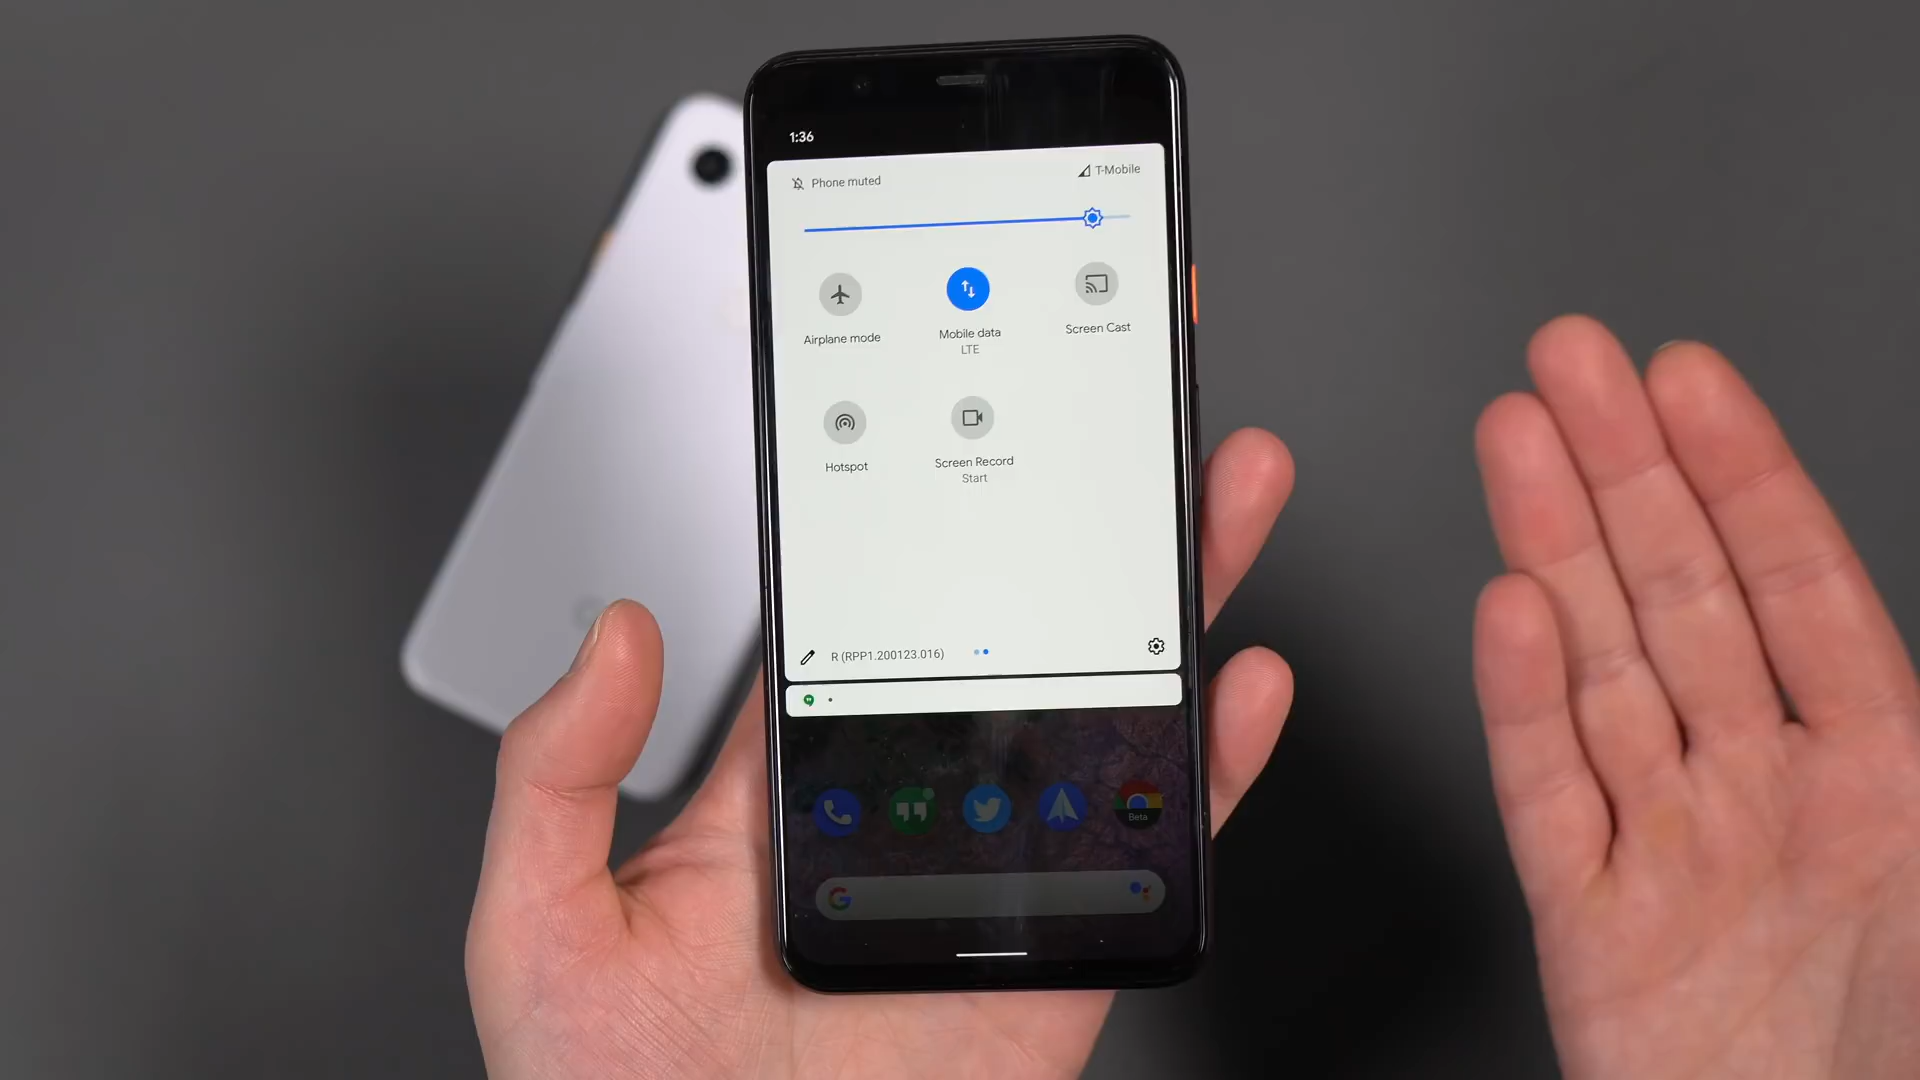 1:36
Phone muted
T-Mobile
Airplane mode
Mobile data
LTE
Screen Cast
Hotspot
Screen Record
Start
R (RPP1.200123.016)
Beta
G